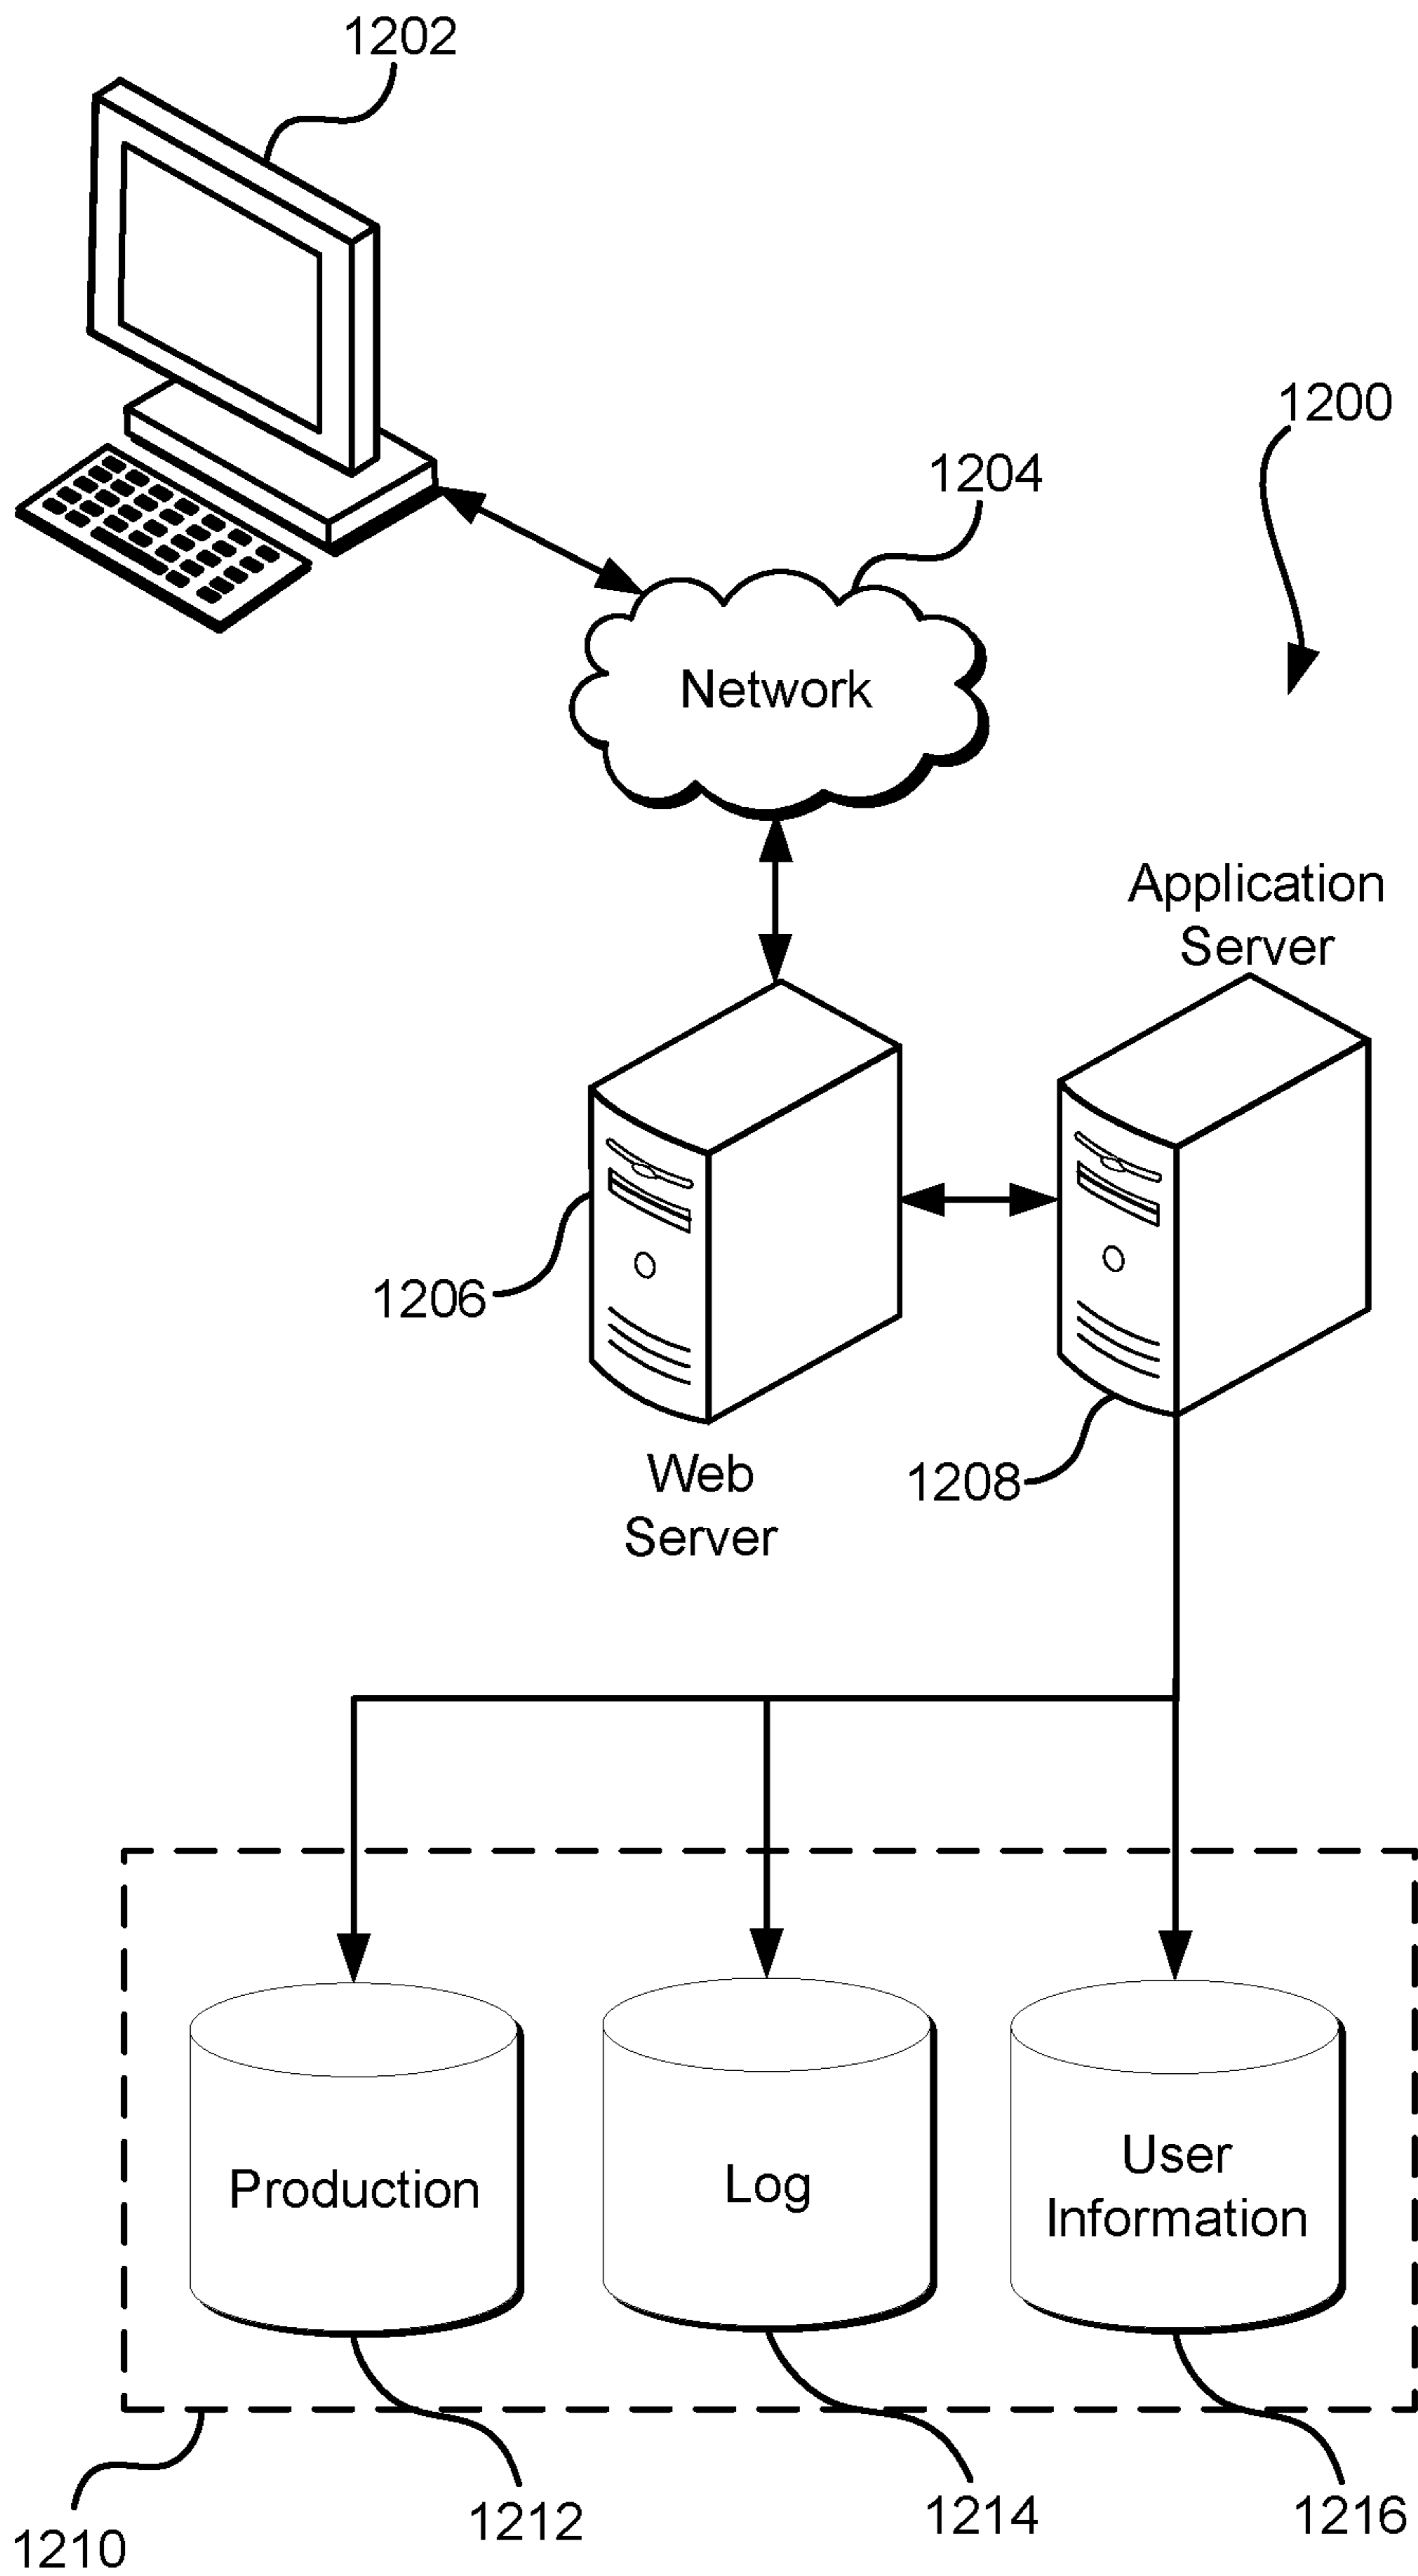 1202
1200
1204
Network
Application
Server
1206
Web
Server
1208
Production
Log
User
Information
1210
1212
1214
1216